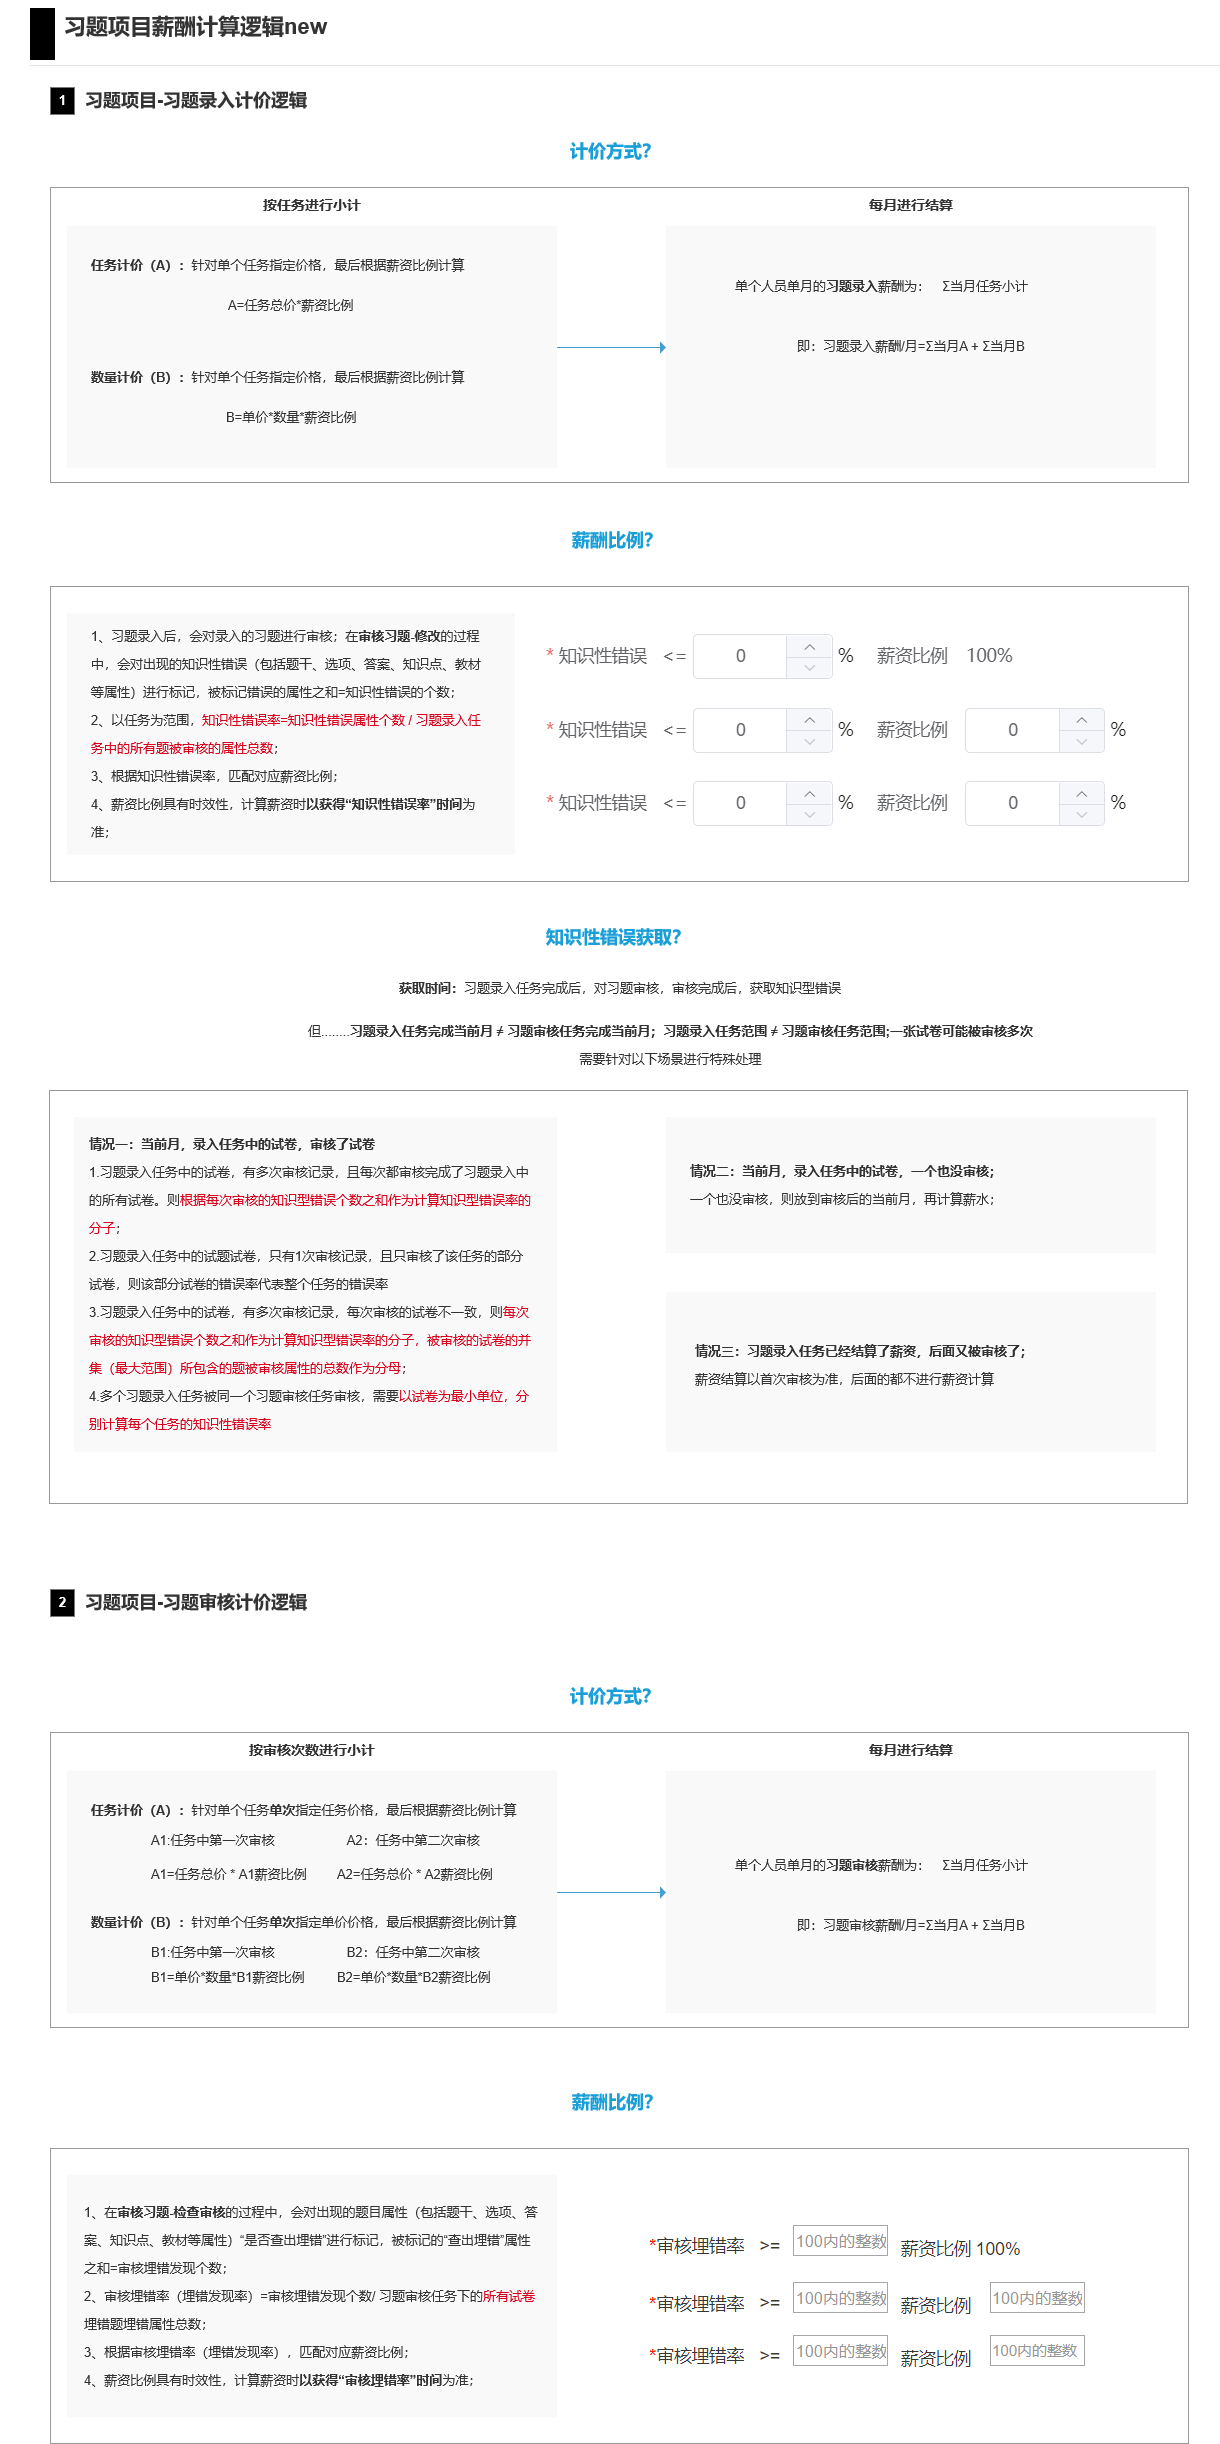 习题项目薪酬计算逻辑new
1 习题项目-习题录入计价逻辑
计价方式?
按任务进行小计
任务计价（A）：针对单个任务指定价格，最后根据薪资比例计算
A=任务总价*薪资比例
数量计价（B）：针对单个任务指定价格，最后根据薪资比例计算
B=单价*数量*薪资比例
每月进行结算
单个人员单月的习题录入薪酬为： Σ当月任务小计
即：习题录入薪酬/月=Σ当月A + Σ当月B
薪酬比例?
1、习题录入后，会对录入的习题进行审核；在审核习题-修改的过程
中，会对出现的知识性错误（包括题干、选项、答案、知识点、教材
等属性）进行标记，被标记错误的属性之和=知识性错误的个数；
2、以任务为范围，知识性错误率=知识性错误属性个数 / 习题录入任
务中的所有题被审核的属性总数；
3、根据知识性错误率，匹配对应薪资比例；
4、薪资比例具有时效性，计算薪资时以获得“知识性错误率”时间为
准；
* 知识性错误 <= 0 % 薪资比例 100%
* 知识性错误 <= 0 % 薪资比例 0 %
* 知识性错误 <= 0 % 薪资比例 0 %
知识性错误获取?
获取时间：习题录入任务完成后，对习题审核，审核完成后，获取知识型错误
但........习题录入任务完成当前月 ≠ 习题审核任务完成当前月；习题录入任务范围 ≠ 习题审核任务范围;一张试卷可能被审核多次
需要针对以下场景进行特殊处理
情况一：当前月，录入任务中的试卷，审核了试卷
1.习题录入任务中的试卷，有多次审核记录，且每次都审核完成了习题录入中
的所有试卷。则根据每次审核的知识型错误个数之和作为计算知识型错误率的
分子；
2.习题录入任务中的试题试卷，只有1次审核记录，且只审核了该任务的部分
试卷，则该部分试卷的错误率代表整个任务的错误率
3.习题录入任务中的试卷，有多次审核记录，每次审核的试卷不一致，则每次
审核的知识型错误个数之和作为计算知识型错误率的分子，被审核的试卷的并
集（最大范围）所包含的题被审核属性的总数作为分母；
4.多个习题录入任务被同一个习题审核任务审核，需要以试卷为最小单位，分
别计算每个任务的知识性错误率
情况二：当前月，录入任务中的试卷，一个也没审核；
一个也没审核，则放到审核后的当前月，再计算薪水；
情况三：习题录入任务已经结算了薪资，后面又被审核了；
薪资结算以首次审核为准，后面的都不进行薪资计算
2 习题项目-习题审核计价逻辑
计价方式?
按审核次数进行小计
任务计价（A）：针对单个任务单次指定任务价格，最后根据薪资比例计算
A1:任务中第一次审核 A2：任务中第二次审核
A1=任务总价 * A1薪资比例 A2=任务总价 * A2薪资比例
数量计价（B）：针对单个任务单次指定单价价格，最后根据薪资比例计算
B1:任务中第一次审核 B2：任务中第二次审核
B1=单价*数量*B1薪资比例 B2=单价*数量*B2薪资比例
每月进行结算
单个人员单月的习题审核薪酬为： Σ当月任务小计
即：习题审核薪酬/月=Σ当月A + Σ当月B
薪酬比例?
1、在审核习题-检查审核的过程中，会对出现的题目属性（包括题干、选项、答
案、知识点、教材等属性）“是否查出埋错”进行标记，被标记的“查出埋错”属性
之和=审核埋错发现个数；
2、审核埋错率（埋错发现率）=审核埋错发现个数/ 习题审核任务下的所有试卷
埋错题埋错属性总数；
3、根据审核埋错率（埋错发现率），匹配对应薪资比例；
4、薪资比例具有时效性，计算薪资时以获得“审核埋错率”时间为准；
*审核埋错率 >= 100内的整数 薪资比例 100%
*审核埋错率 >= 100内的整数 薪资比例 100内的整数
*审核埋错率 >= 100内的整数 薪资比例 100内的整数